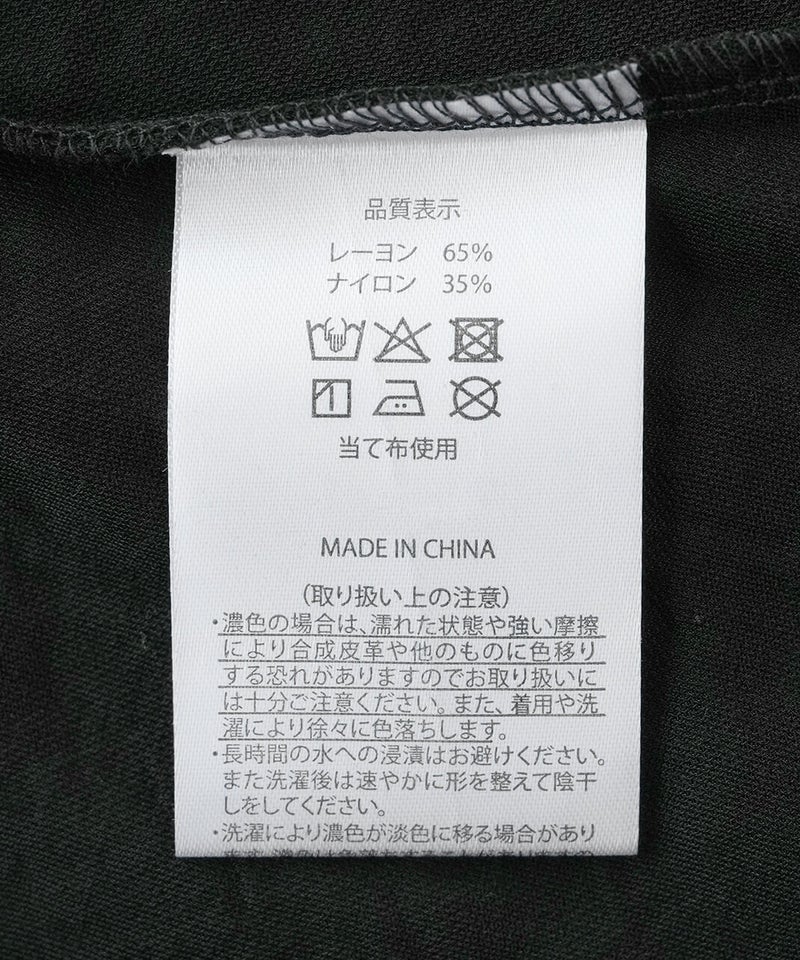 品質表示
レーヨン 65%
ナイロン 35%
当て布使用
MADE IN CHINA
（取り扱い上の注意）
・濃色の場合は、濡れた状態や強い摩擦
により合成皮革や他のものに色移り
する恐れがありますのでお取り扱いに
は十分ご注意ください。また、着用や洗
濯により徐々に色落ちします。
・長時間の水への浸漬はお避けください。
また洗濯後は速やかに形を整えて陰干
しをしてください。
・洗濯により濃色が淡色に移る場合があり